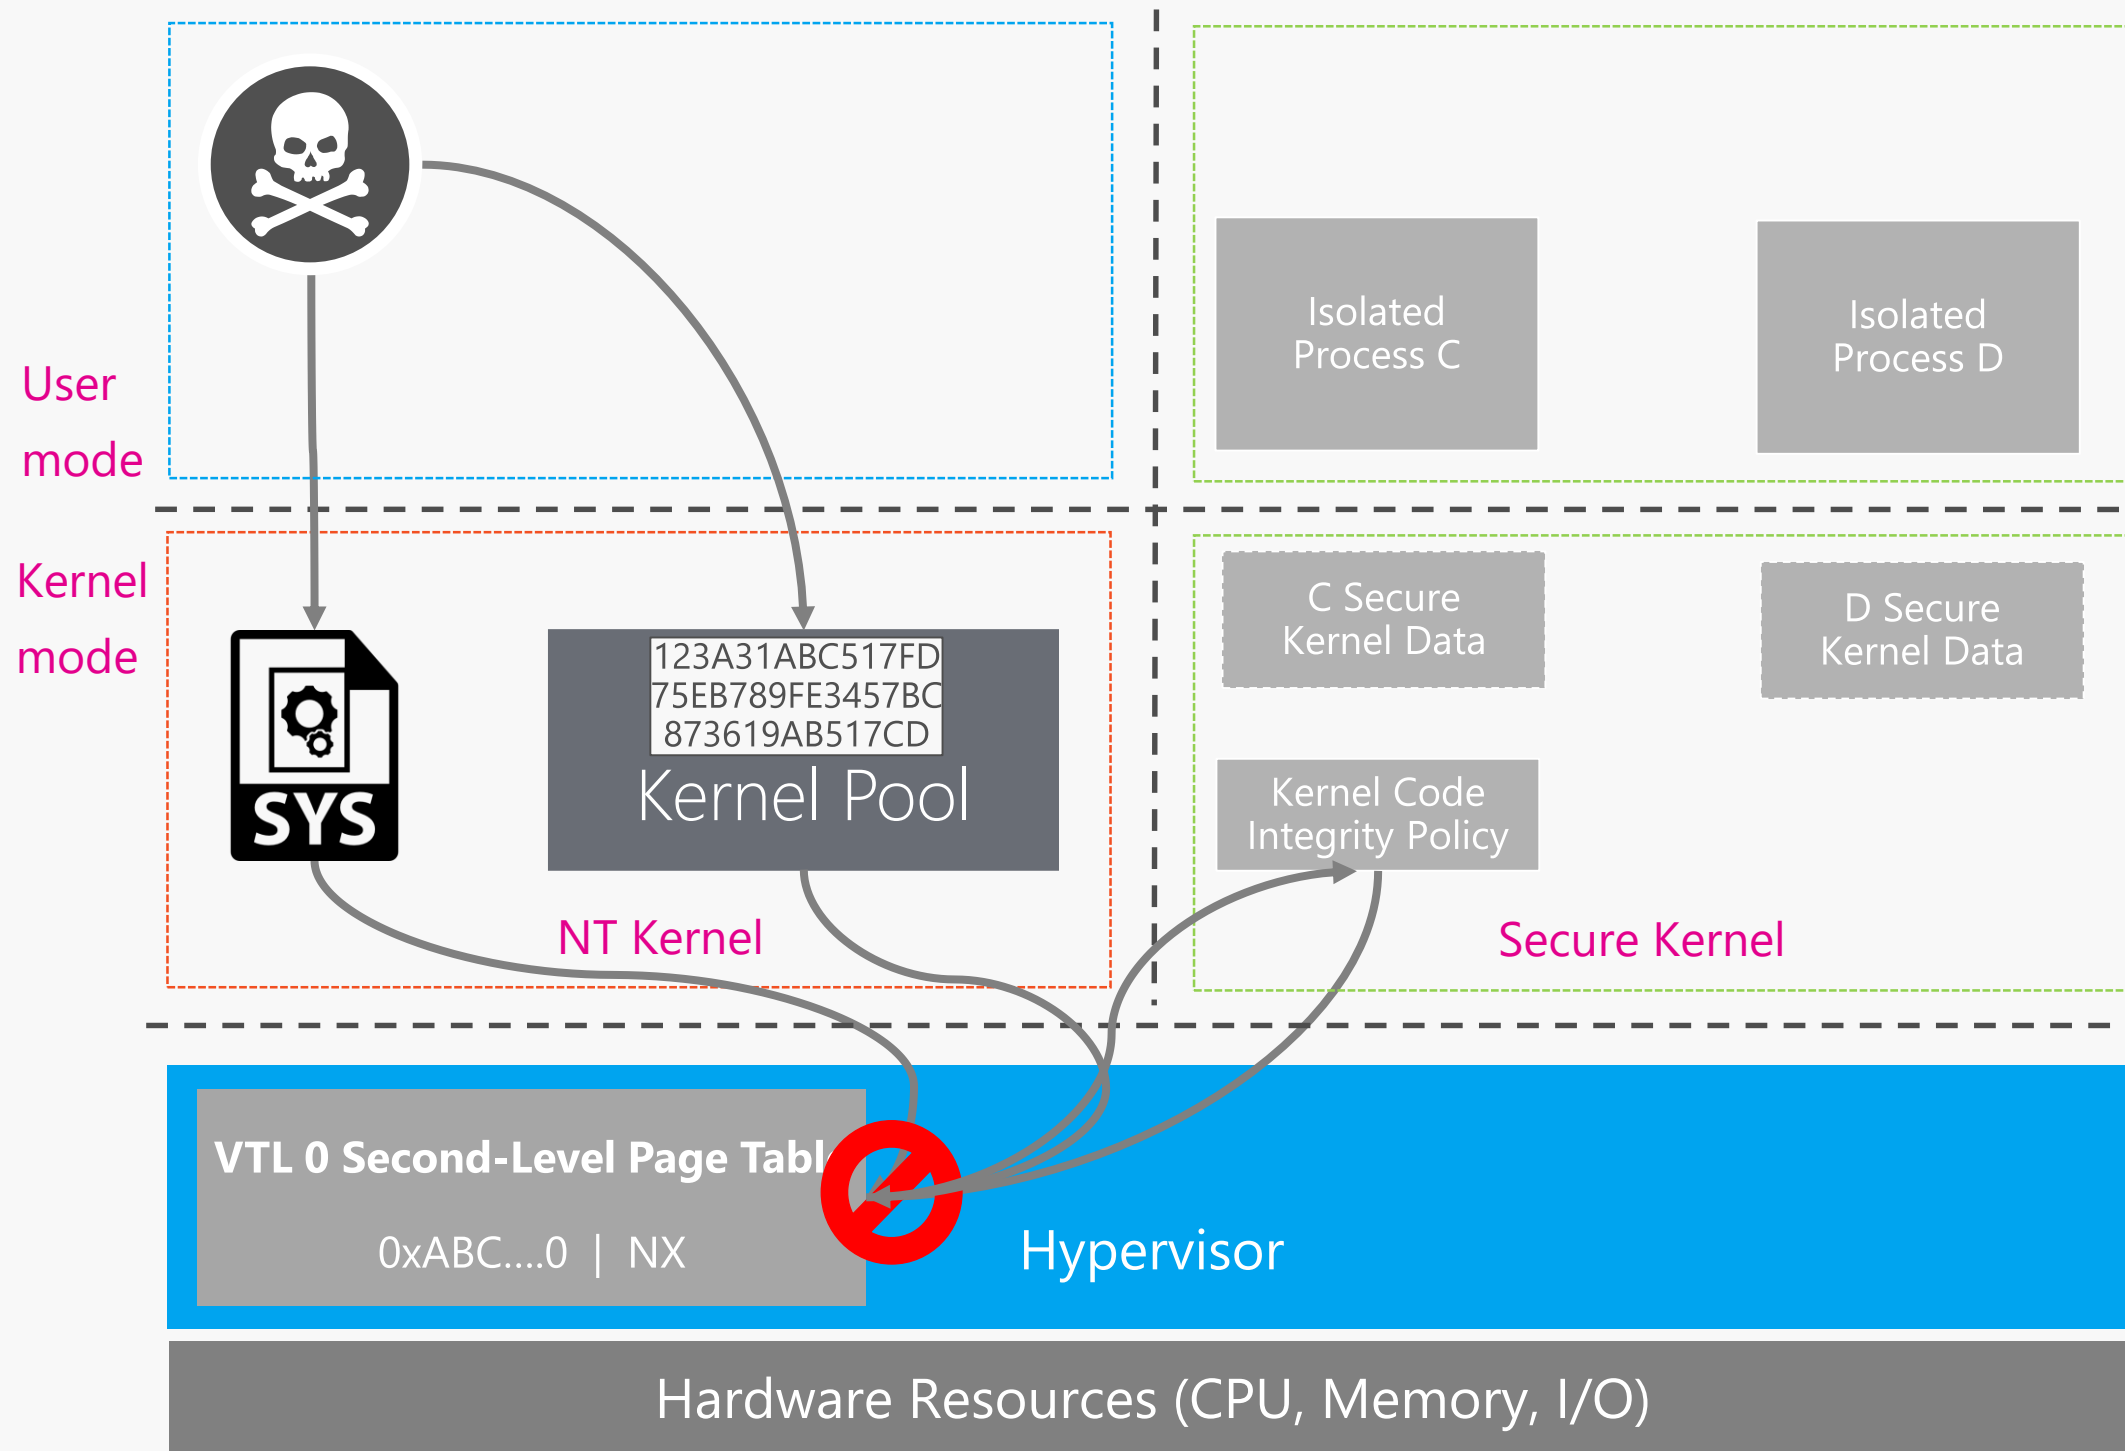 Isolated
Process C
Isolated
Process D
User
mode
Kernel
mode
C Secure
Kernel Data
D Secure
Kernel Data
SYS
123A31ABC517FD
75EB789FE3457BC
873619AB517CD
Kernel Pool
Kernel Code
Integrity Policy
NT Kernel
Secure Kernel
VTL 0 Second-Level Page Table
0xABC....0 | NX
Hypervisor
Hardware Resources (CPU, Memory, I/O)